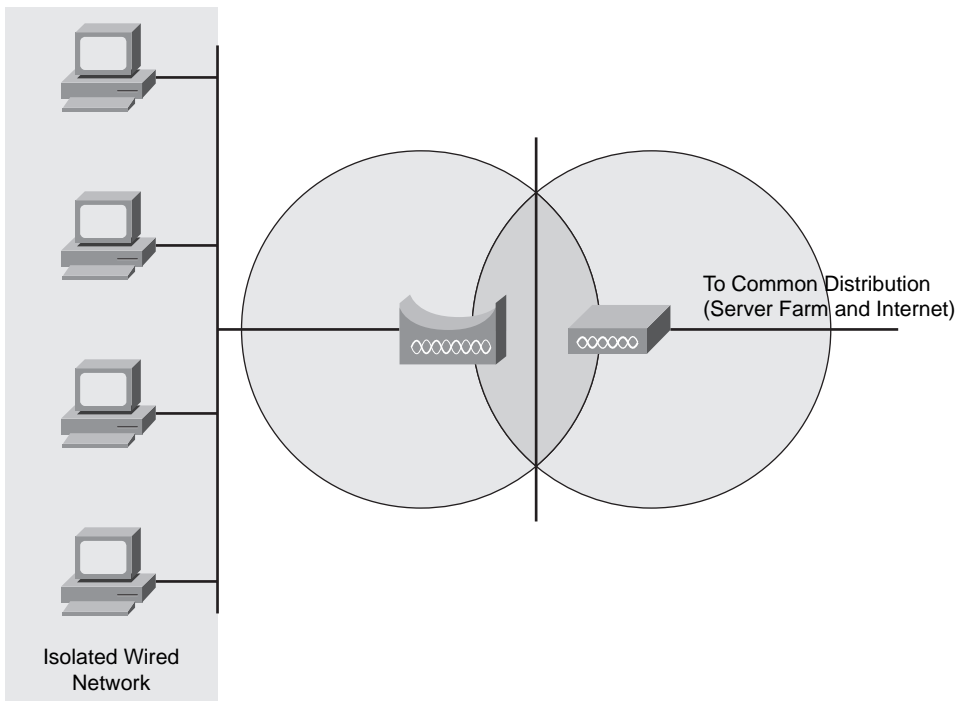 To Common Distribution
(Server Farm and Internet)
Isolated Wired
Network